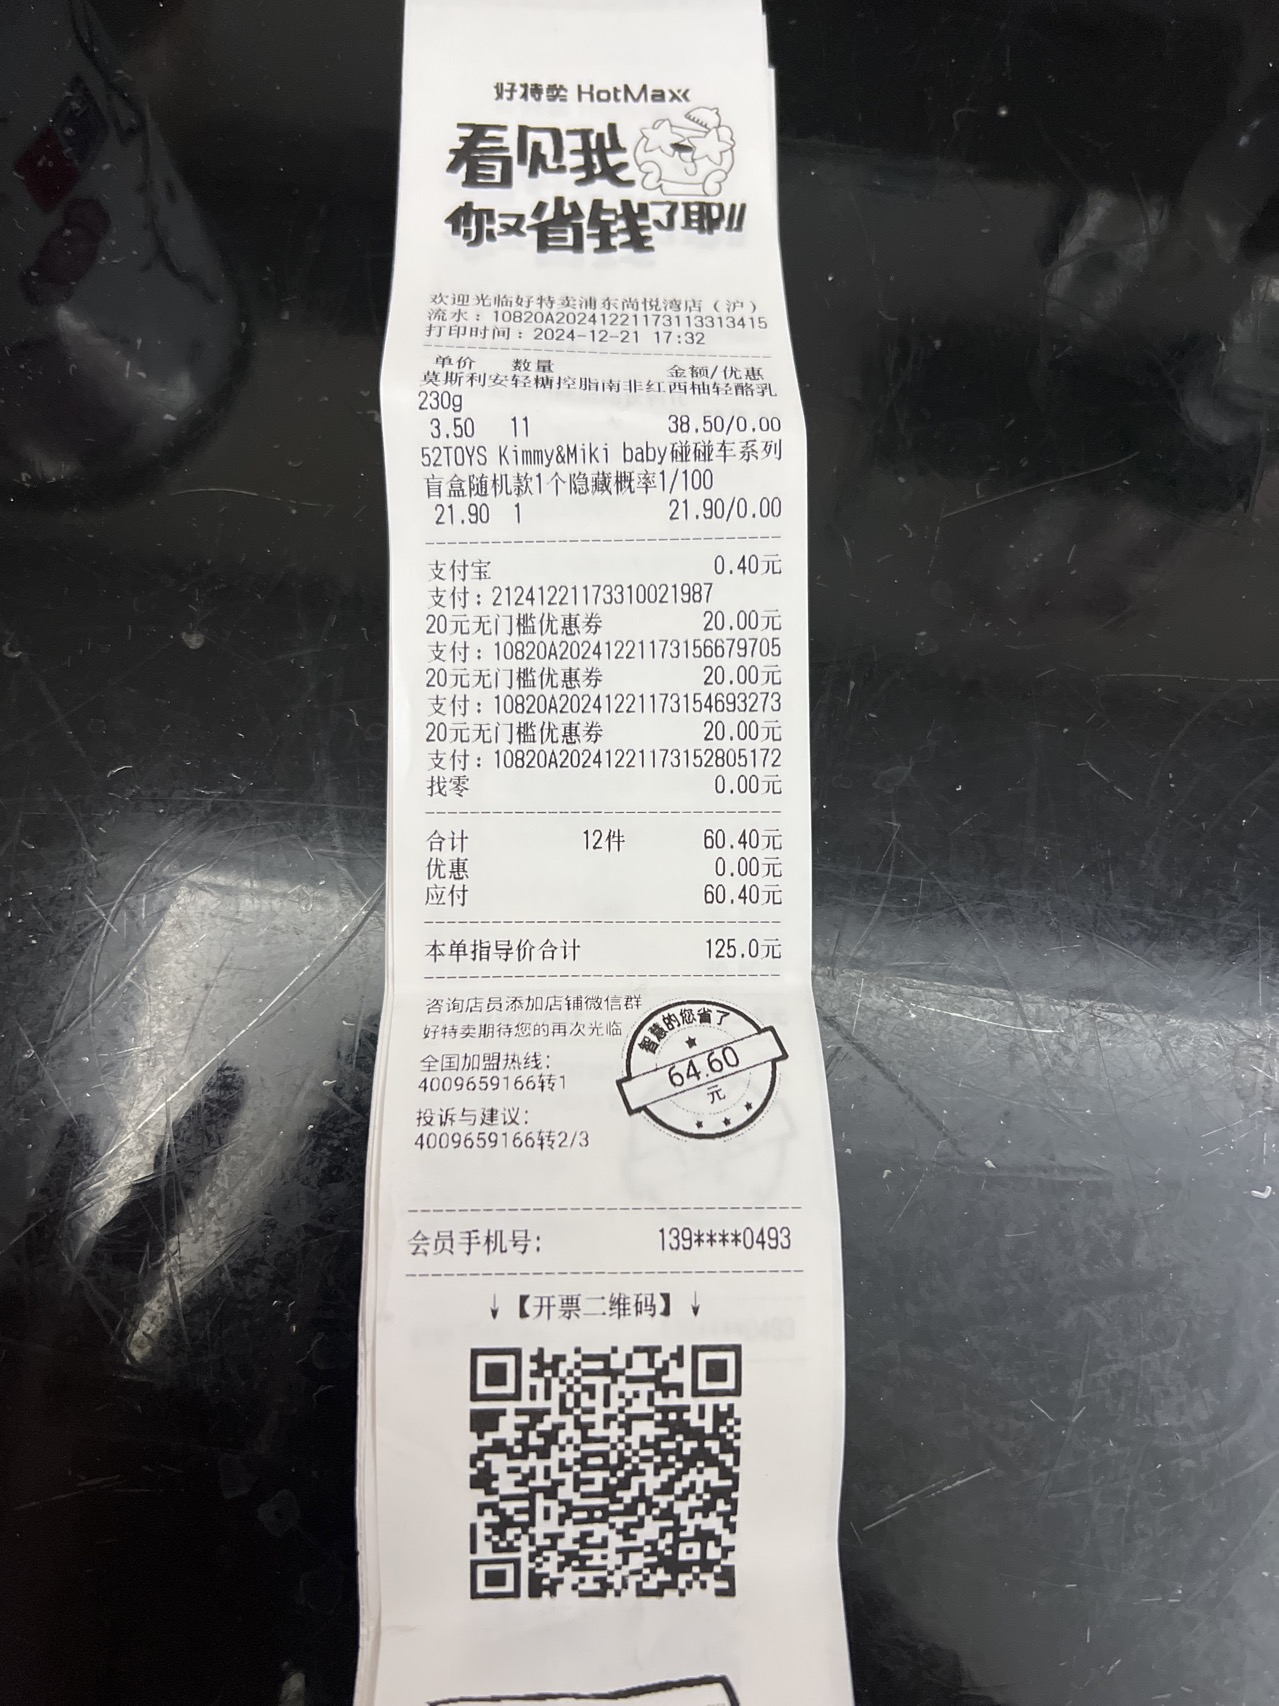 好特卖 HotMaxx
看见我
你又省钱了耶!!
欢迎光临好特卖浦东尚悦湾店（沪）
流水：10820A20241221173113313415
打印时间：2024-12-21 17:32
单价 数量 金额/优惠
莫斯利安轻糖控脂南非红西柚轻酪乳
230g
3.50 11 38.50/0.00
52TOYS Kimmy&Miki baby碰碰车系列
盲盒随机款1个隐藏概率1/100
21.90 1 21.90/0.00
支付宝 0.40元
支付：21241221173310021987
20元无门槛优惠券 20.00元
支付：10820A20241221173156679705
20元无门槛优惠券 20.00元
支付：10820A20241221173154693273
20元无门槛优惠券 20.00元
支付：10820A20241221173152805172
找零 0.00元
合计 12件 60.40元
优惠 0.00元
应付 60.40元
本单指导价合计 125.0元
咨询店员添加店铺微信群
好特卖期待您的再次光临
智慧的您省了
64.60
元
全国加盟热线：
4009659166转1
投诉与建议：
4009659166转2/3
会员手机号： 139****0493
↓【开票二维码】↓